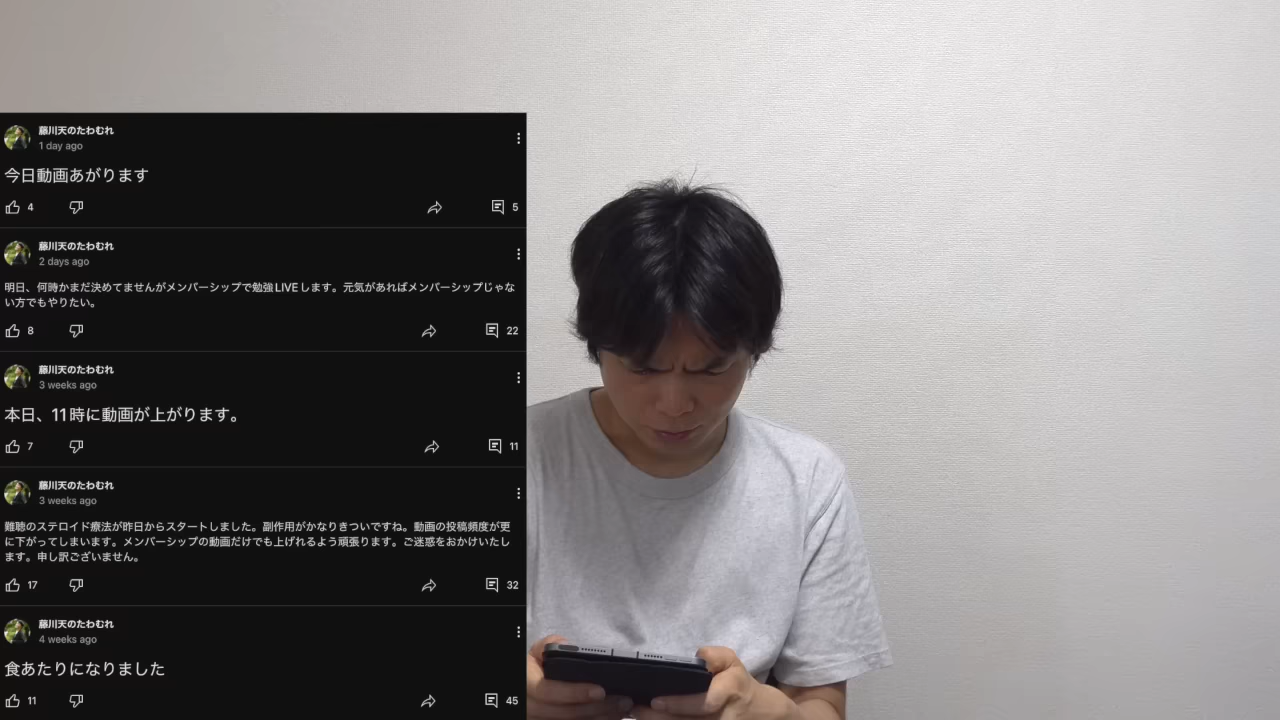 藤川天のたわむれ
1 day ago
今日動画あがります
4
5
藤川天のたわむれ
2 days ago
明日、何時かまだ決めてませんがメンバーシップで勉強LIVEします。元気があればメンバーシップじゃな
い方でもやりたい。
8
22
藤川天のたわむれ
3 weeks ago
本日、11時に動画が上がります。
7
11
藤川天のたわむれ
3 weeks ago
難聴のステロイド療法が昨日からスタートしました。副作用がかなりきついですね。動画の投稿頻度が更
に下がってしまいます。メンバーシップの動画だけでも上げれるよう頑張ります。ご迷惑をおかけいたし
ます。申し訳ございません。
17
32
藤川天のたわむれ
4 weeks ago
食あたりになりました
11
45